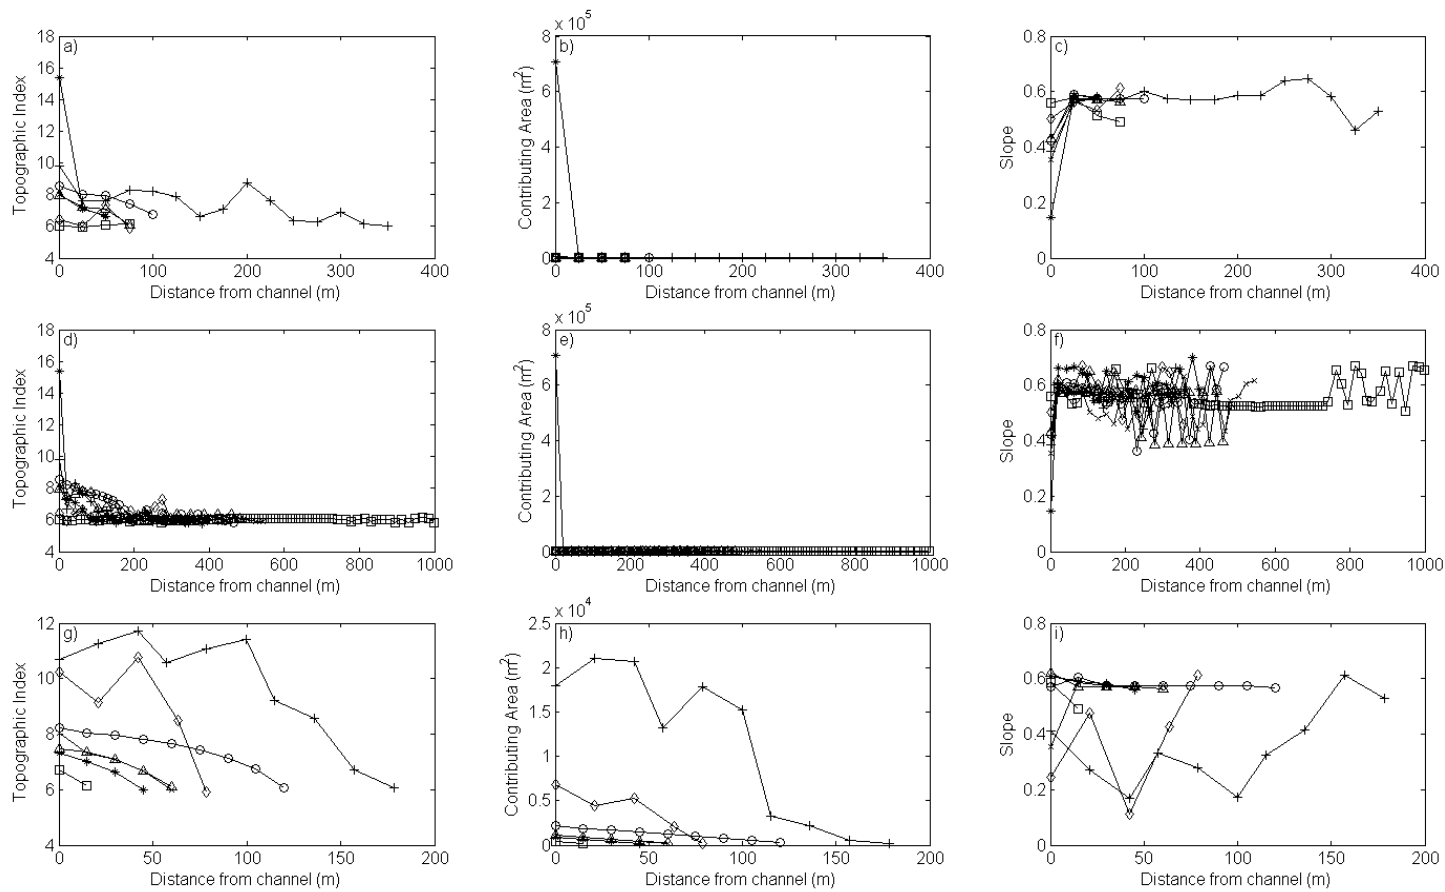 a)
18
16
14
12
10
8
6
4
0 100 200 300 400
Topographic Index
Distance from channel (m)
b)
× 10^5
8
6
4
2
0
0 100 200 300 400
Contributing Area (m²)
Distance from channel (m)
c)
0.8
0.6
0.4
0.2
0
0 100 200 300 400
Slope
Distance from channel (m)
d)
18
16
14
12
10
8
6
4
0 200 400 600 800 1000
Topographic Index
Distance from channel (m)
e)
× 10^5
8
6
4
2
0
0 200 400 600 800 1000
Contributing Area (m²)
Distance from channel (m)
f)
0.8
0.6
0.4
0.2
0
0 200 400 600 800 1000
Slope
Distance from channel (m)
g)
12
10
8
6
4
0 50 100 150 200
Topographic Index
Distance from channel (m)
h)
× 10^4
2.5
2
1.5
1
0.5
0
0 50 100 150 200
Contributing Area (m²)
Distance from channel (m)
i)
0.8
0.6
0.4
0.2
0
0 50 100 150 200
Slope
Distance from channel (m)